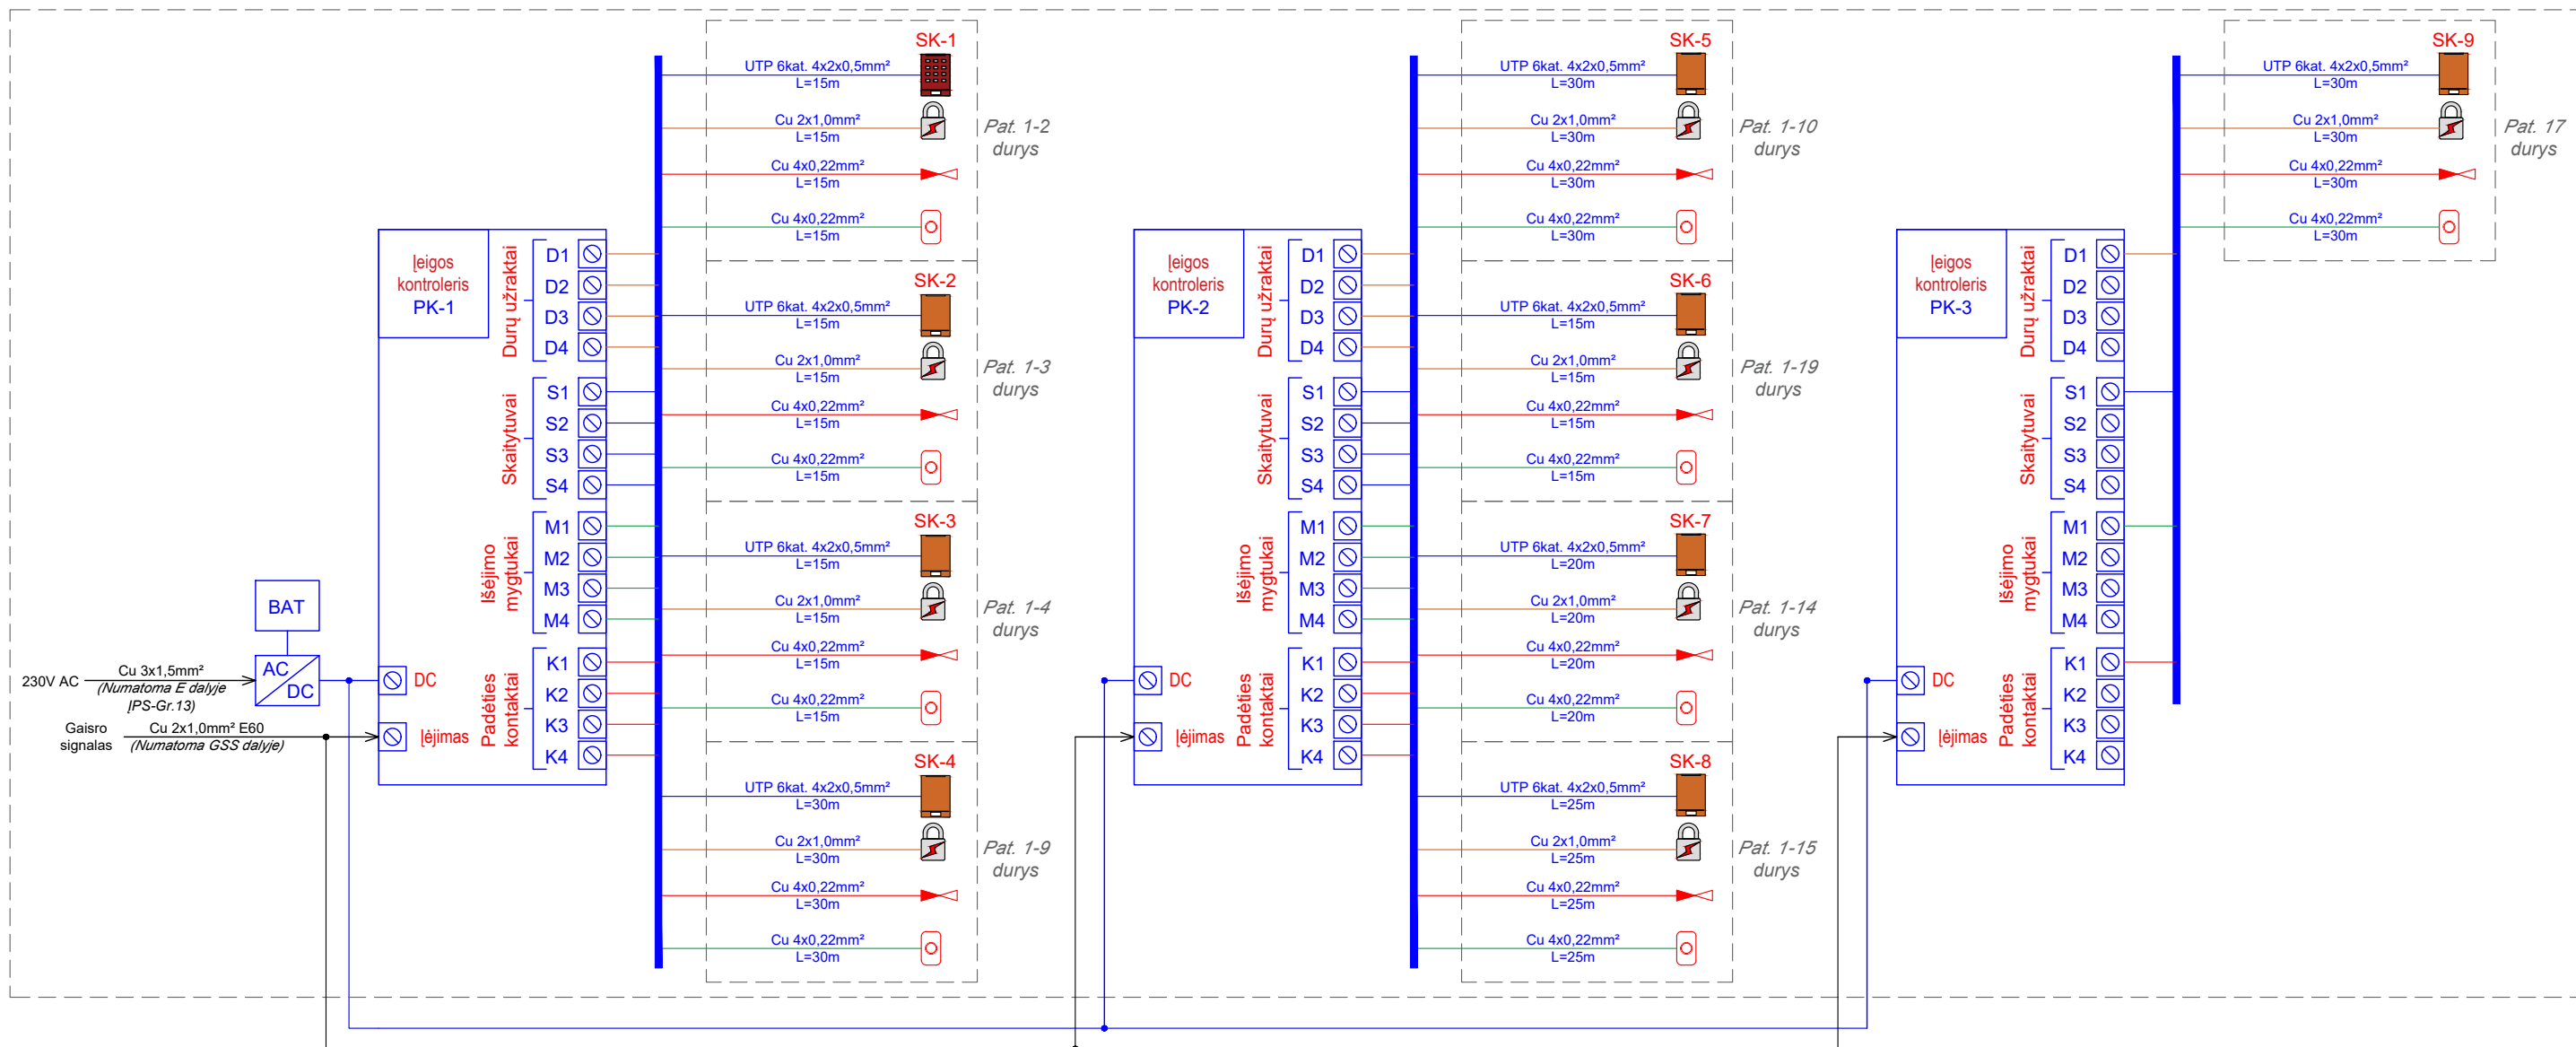 230V AC
Cu 3x1,5mm²
(Numatoma E dalyje
ĮPS-Gr.13)
Gaisro
signalas
Cu 2x1,0mm² E60
(Numatoma GSS dalyje)
BAT
AC
DC
Įeigos
kontroleris
PK-1
DC
Įėjimas
Durų užraktai
D1
D2
D3
D4
Skaitytuvai
S1
S2
S3
S4
Išėjimo
mygtukai
M1
M2
M3
M4
Padėties
kontaktai
K1
K2
K3
K4
SK-1
UTP 6kat. 4x2x0,5mm²
L=15m
Cu 2x1,0mm²
L=15m
Cu 4x0,22mm²
L=15m
Cu 4x0,22mm²
L=15m
Pat. 1-2
durys
SK-2
UTP 6kat. 4x2x0,5mm²
L=15m
Cu 2x1,0mm²
L=15m
Cu 4x0,22mm²
L=15m
Cu 4x0,22mm²
L=15m
Pat. 1-3
durys
SK-3
UTP 6kat. 4x2x0,5mm²
L=15m
Cu 2x1,0mm²
L=15m
Cu 4x0,22mm²
L=15m
Cu 4x0,22mm²
L=15m
Pat. 1-4
durys
SK-4
UTP 6kat. 4x2x0,5mm²
L=30m
Cu 2x1,0mm²
L=30m
Cu 4x0,22mm²
L=30m
Cu 4x0,22mm²
L=30m
Pat. 1-9
durys
Įeigos
kontroleris
PK-2
DC
Įėjimas
Durų užraktai
D1
D2
D3
D4
Skaitytuvai
S1
S2
S3
S4
Išėjimo
mygtukai
M1
M2
M3
M4
Padėties
kontaktai
K1
K2
K3
K4
SK-5
UTP 6kat. 4x2x0,5mm²
L=30m
Cu 2x1,0mm²
L=30m
Cu 4x0,22mm²
L=30m
Cu 4x0,22mm²
L=30m
Pat. 1-10
durys
SK-6
UTP 6kat. 4x2x0,5mm²
L=15m
Cu 2x1,0mm²
L=15m
Cu 4x0,22mm²
L=15m
Cu 4x0,22mm²
L=15m
Pat. 1-19
durys
SK-7
UTP 6kat. 4x2x0,5mm²
L=20m
Cu 2x1,0mm²
L=20m
Cu 4x0,22mm²
L=20m
Cu 4x0,22mm²
L=20m
Pat. 1-14
durys
SK-8
UTP 6kat. 4x2x0,5mm²
L=25m
Cu 2x1,0mm²
L=25m
Cu 4x0,22mm²
L=25m
Cu 4x0,22mm²
L=25m
Pat. 1-15
durys
Įeigos
kontroleris
PK-3
DC
Įėjimas
Durų užraktai
D1
D2
D3
D4
Skaitytuvai
S1
S2
S3
S4
Išėjimo
mygtukai
M1
M2
M3
M4
Padėties
kontaktai
K1
K2
K3
K4
SK-9
UTP 6kat. 4x2x0,5mm²
L=30m
Cu 2x1,0mm²
L=30m
Cu 4x0,22mm²
L=30m
Cu 4x0,22mm²
L=30m
Pat. 17
durys